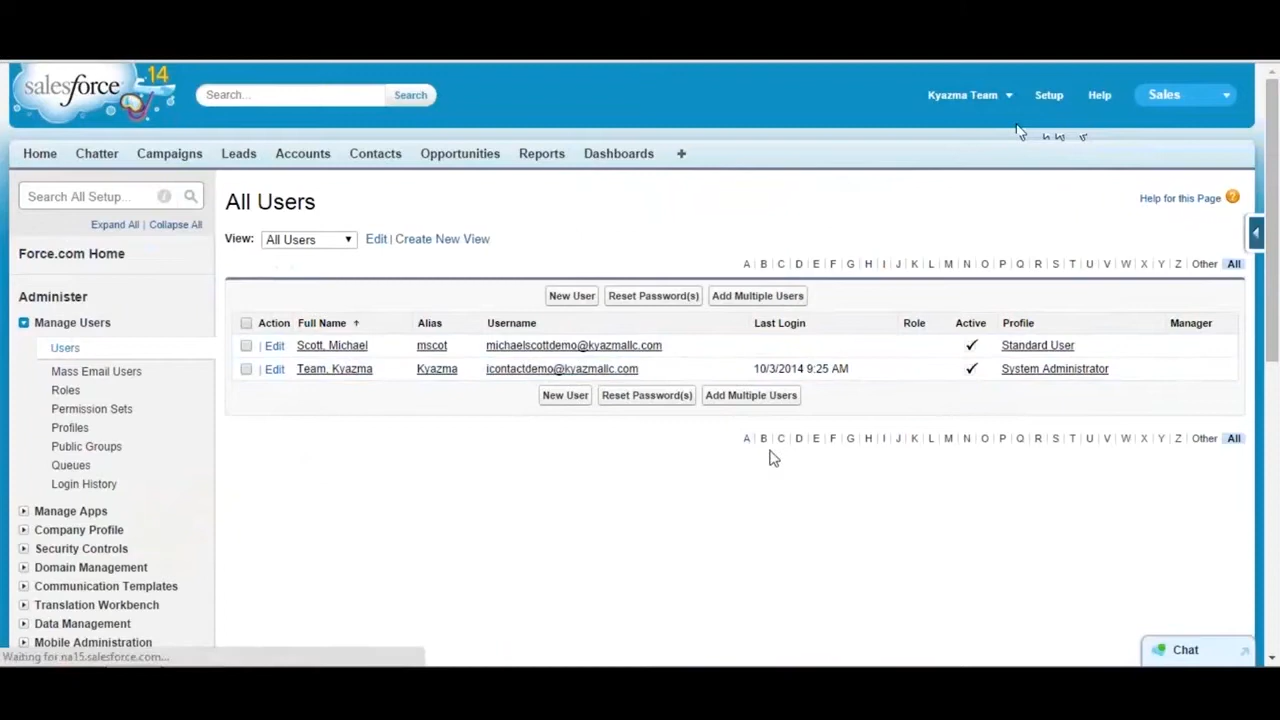 salesforce 14
Search... Search
Kyazma Team Setup Help Sales
Home Chatter Campaigns Leads Accounts Contacts Opportunities Reports Dashboards +
Search All Setup... i
Expand All | Collapse All
Force.com Home
Administer
Manage Users
Users
Mass Email Users
Roles
Permission Sets
Profiles
Public Groups
Queues
Login History
Manage Apps
Company Profile
Security Controls
Domain Management
Communication Templates
Translation Workbench
Data Management
Mobile Administration
All Users
Help for this Page ?
View: All Users Edit | Create New View
A | B | C | D | E | F | G | H | I | J | K | L | M | N | O | P | Q | R | S | T | U | V | W | X | Y | Z | Other | All
New User Reset Password(s) Add Multiple Users
Action Full Name ↑ Alias Username Last Login Role Active Profile Manager
| Edit Scott, Michael mscot michaelscottdemo@kyazmallc.com ✓ Standard User
| Edit Team, Kyazma Kyazma icontactdemo@kyazmallc.com 10/3/2014 9:25 AM ✓ System Administrator
New User Reset Password(s) Add Multiple Users
A | B | C | D | E | F | G | H | I | J | K | L | M | N | O | P | Q | R | S | T | U | V | W | X | Y | Z | Other | All
Waiting for na15.salesforce.com...
Chat